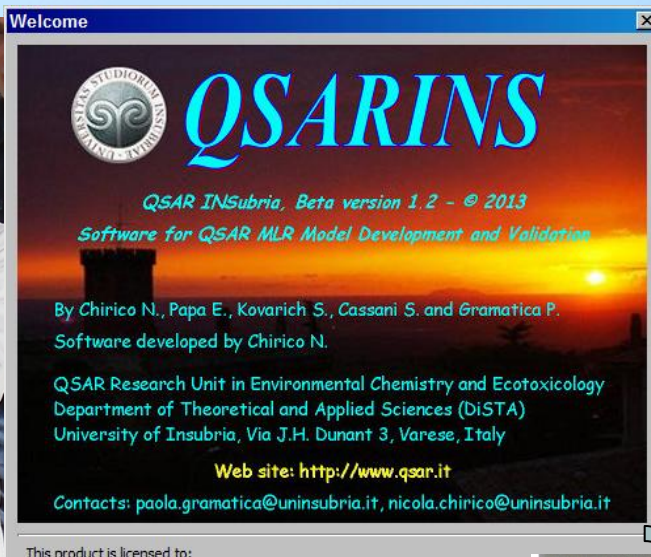 Welcome
UNIVERSITAS STUDIORUM INSUBRIAE
QSARINS
QSAR INSubria, Beta version 1.2 - © 2013
Software for QSAR MLR Model Development and Validation
By Chirico N., Papa E., Kovarich S., Cassani S. and Gramatica P.
Software developed by Chirico N.
QSAR Research Unit in Environmental Chemistry and Ecotoxicology
Department of Theoretical and Applied Sciences (DiSTA)
University of Insubria, Via J.H. Dunant 3, Varese, Italy
Web site: http://www.qsar.it
Contacts: paola.gramatica@uninsubria.it, nicola.chirico@uninsubria.it
This product is licensed to: